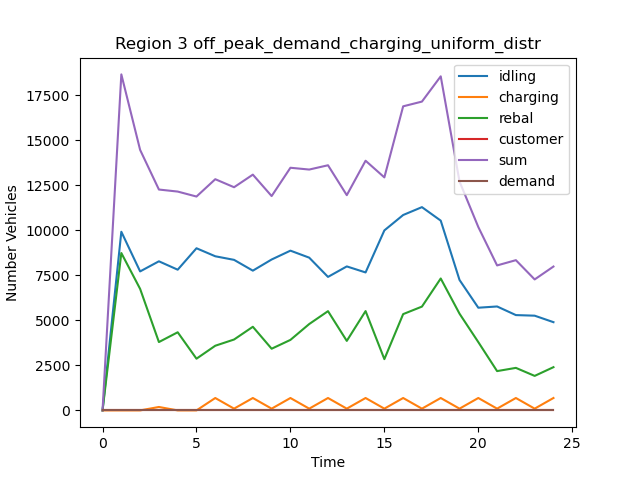 Region 3 off_peak_demand_charging_uniform_distr
Number Vehicles
17500
15000
12500
10000
7500
5000
2500
0
idling
charging
rebal
customer
sum
demand
0 5 10 15 20 25
Time